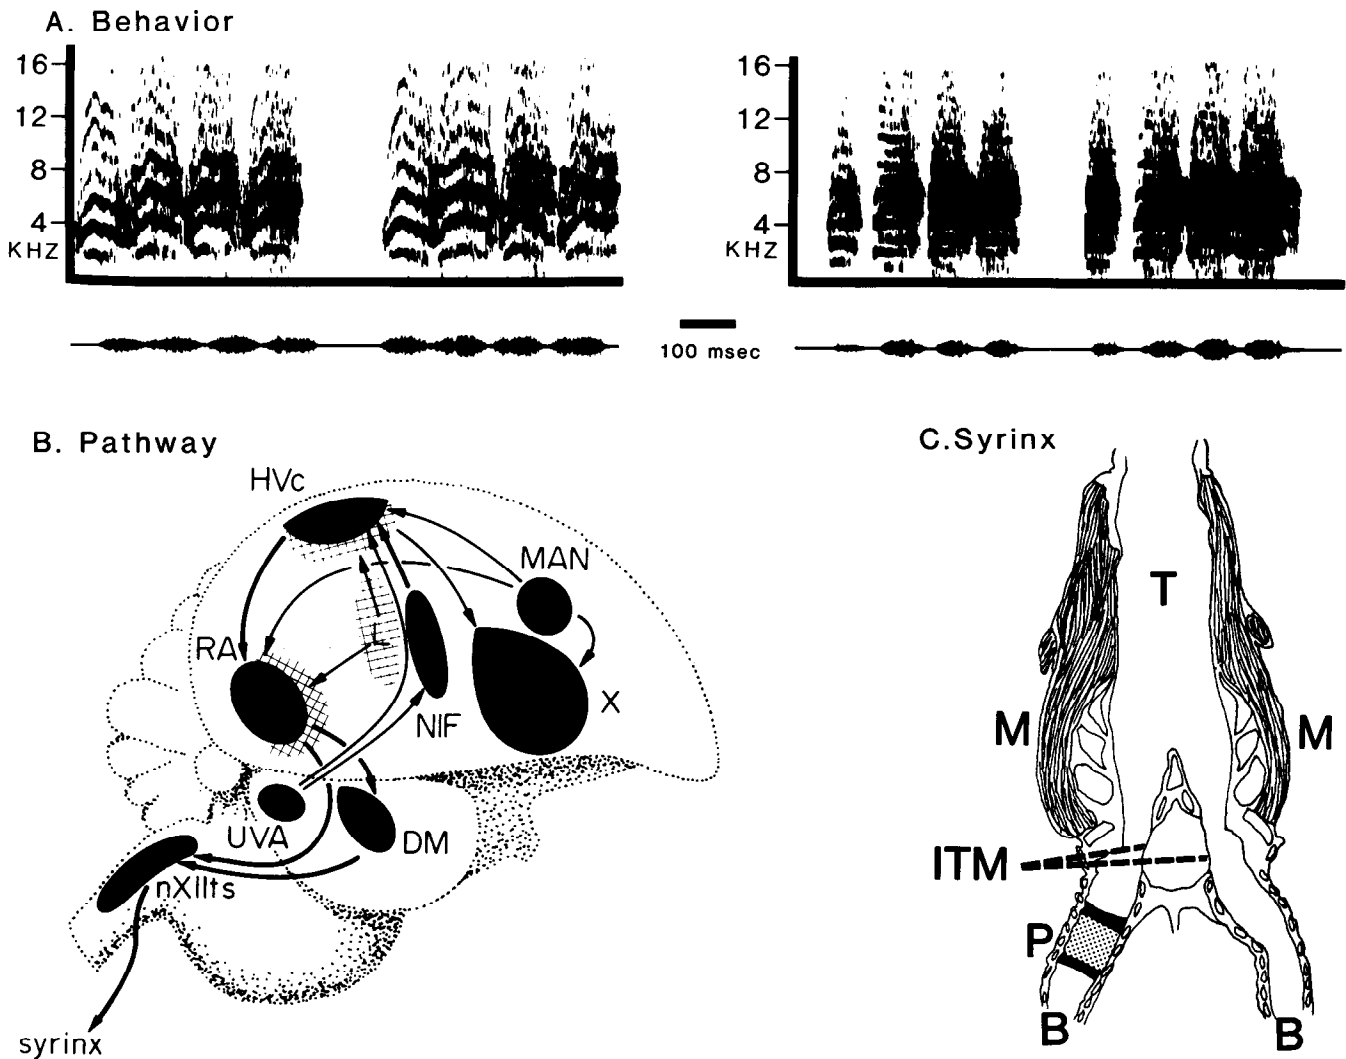 A. Behavior
16
12
8
4
KHZ
16
12
8
4
KHZ
100 msec
B. Pathway
HVc
MAN
RA
NIF
X
UVA
DM
nXIIts
syrinx
C.Syrinx
T
M
M
ITM
P
B
B